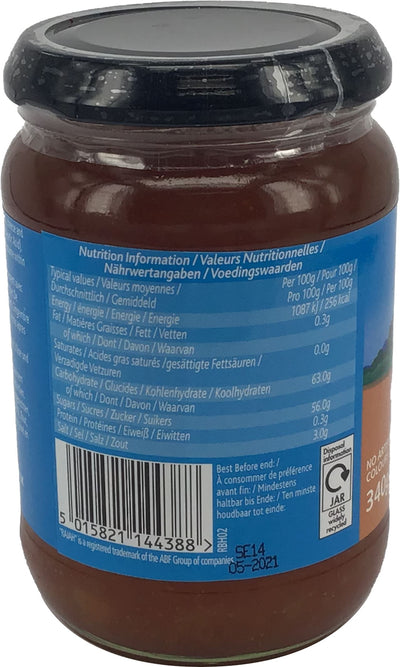 Nutrition Information / Valeurs Nutritionnelles /
Nährwertangaben / Voedingswaarden
Typical values / Valeurs moyennes /
Durchschnittlich / Gemiddeld
Per 100g / Pour 100g /
Pro 100g / Per 100g
Energy / énergie / Energie / Energie
1087 kJ / 256 kcal
Fat / Matières Graisses / Fett / Vetten
0.3g
of which / Dont / Davon / Waarvan
Saturates / Acides gras saturés / gesättigte Fettsäuren /
Verzadigde Vetzuren
0.0g
Carbohydrate / Glucides / Kohlenhydrate / Koolhydraten
63.0g
of which / Dont / Davon / Waarvan
Sugars / Sucres / Zucker / Suikers
56.0g
Protein / Protéines / Eiweiß / Eiwitten
0.3g
Salt / Sel / Salz / Zout
3.0g
Best Before end: /
À consommer de préférence
avant fin: / Mindestens
haltbar bis Ende: / Ten minste
houdbaar tot einde:
Disposal
information
JAR
GLASS
widely
recycled
NO
340g
5 015821 144388 >
RBH02
SE14
05-2021
"RAJAH" is a registered trademark of the ABF Group of companies